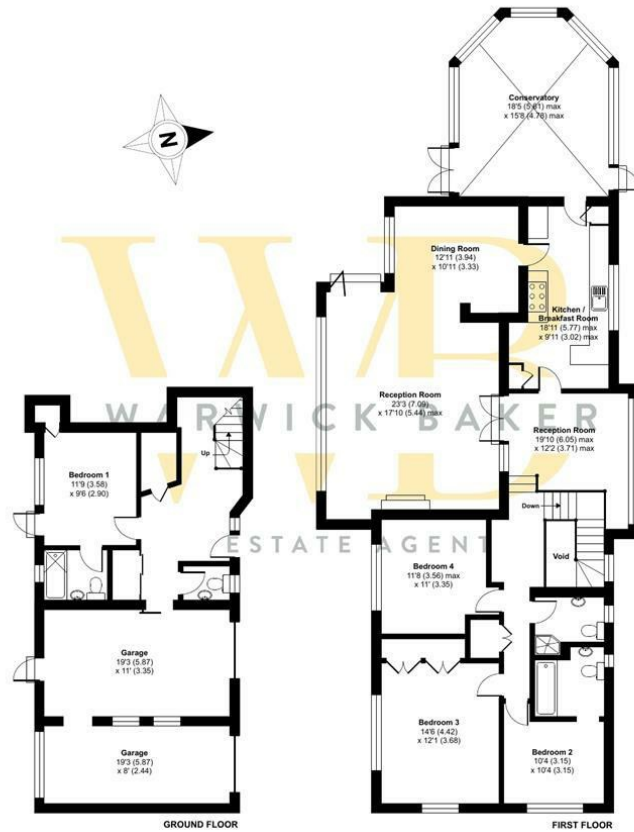 N
Conservatory
18'5 (5.61) max
x 15'8 (4.78) max
Dining Room
12'11 (3.94)
x 10'11 (3.33)
Kitchen /
Breakfast Room
18'11 (5.77) max
x 9'11 (3.02) max
Reception Room
23'3 (7.09)
x 17'10 (5.44) max
Reception Room
19'10 (6.05) max
x 12'2 (3.71) max
WB
WARWICK BAKER
ESTATE AGENT
Up
Bedroom 1
11'9 (3.58)
x 9'6 (2.90)
Down
Void
Bedroom 4
11'8 (3.56) max
x 11' (3.35)
Garage
19'3 (5.87)
x 11' (3.35)
Bedroom 3
14'6 (4.42)
x 12'1 (3.68)
Bedroom 2
10'4 (3.15)
x 10'4 (3.15)
Garage
19'3 (5.87)
x 8' (2.44)
GROUND FLOOR
FIRST FLOOR